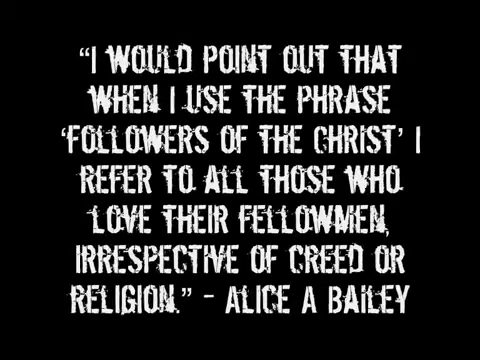 “I WOULD POINT OUT THAT
WHEN I USE THE PHRASE
‘FOLLOWERS OF THE CHRIST’ I
REFER TO ALL THOSE WHO
LOVE THEIR FELLOWMEN,
IRRESPECTIVE OF CREED OR
RELIGION.” - ALICE A BAILEY